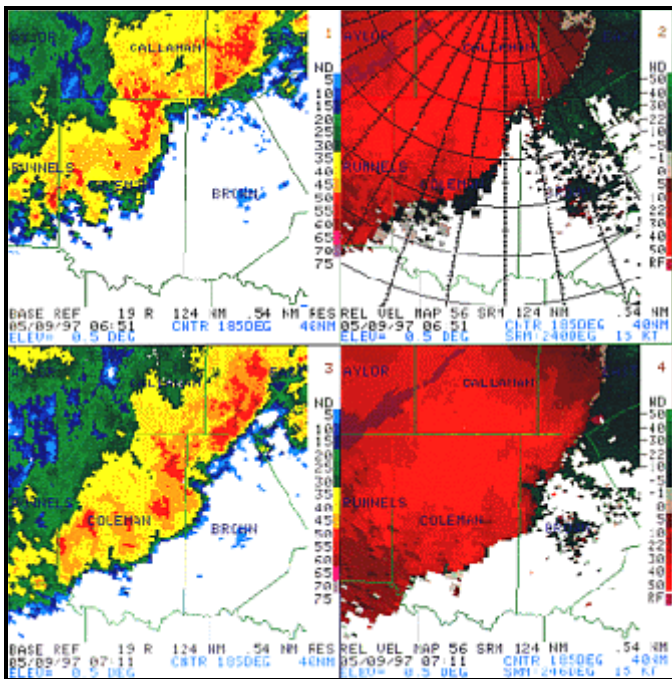 1
AYLOR
CALLAHAN
EAST
ND
5
10
15
20
25
30
35
40
45
50
55
60
65
70
75
RUNNELS
BROWN
BASE REF 19 R 124 NM .54 NM RES
05/09/97 06:51 CNTR 185DEG 40NM
ELEV= 0.5 DEG
2
AYLOR
CALLAHAN
ND
50
40
30
22
10
5
-1
0
10
22
30
40
50
RF
RUNNELS
COLEMAN
REL VEL MAP 56 SRM 124 NM .54 NM
05/09/97 06:51 CNTR 185DEG 40NM
ELEV= 0.5 DEG SRM:240DEG 15 KT
3
AYLOR
CALLAHAN
ND
5
10
15
20
25
30
35
40
45
50
55
60
65
70
75
RUNNELS
COLEMAN
BROWN
BASE REF 19 R 124 NM .54 NM RES
05/09/97 07:11 CNTR 185DEG 40NM
ELEV= 0.5 DEG
4
AYLOR
CALLAHAN
ND
50
40
30
22
10
5
-1
0
10
22
30
40
50
RF
RUNNELS
COLEMAN
REL VEL MAP 56 SRM 124 NM .54 NM
05/09/97 07:11 CNTR 185DEG 40NM
ELEV= 0.5 DEG SRM:246DEG 15 KT